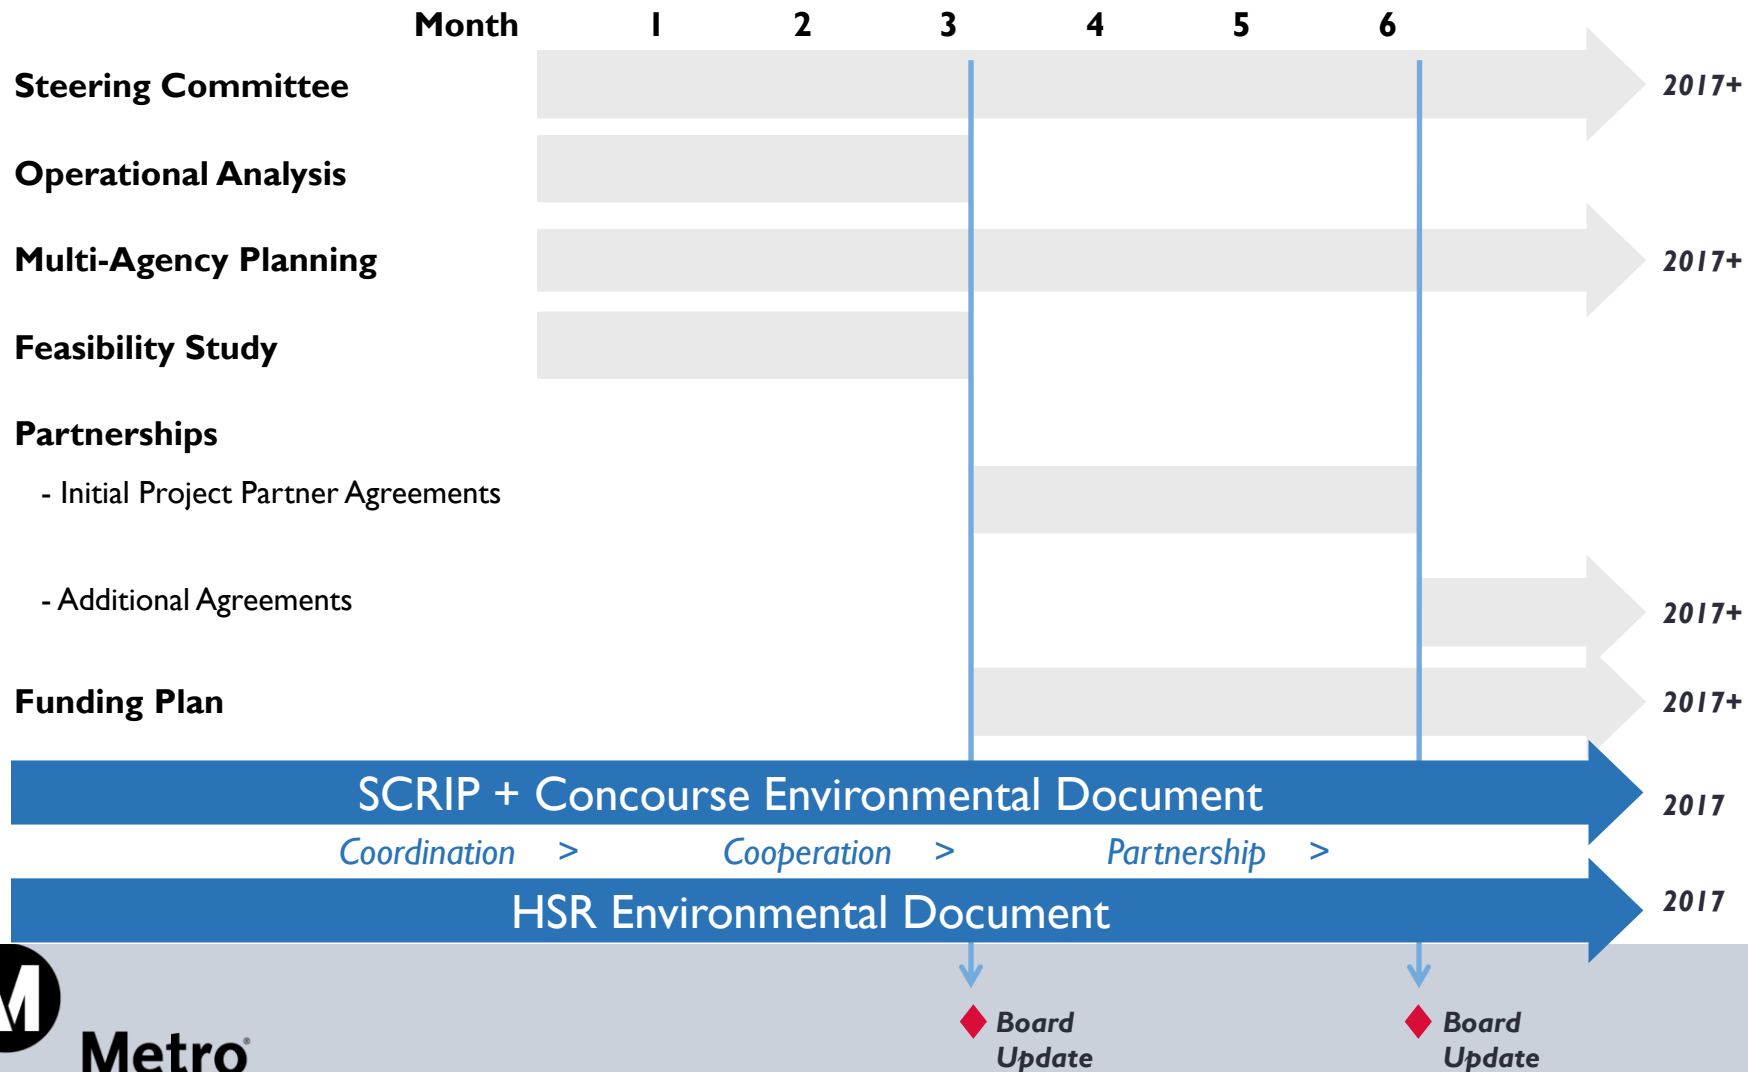 Month 1 2 3 4 5 6
Steering Committee 2017+
Operational Analysis
Multi-Agency Planning 2017+
Feasibility Study
Partnerships
- Initial Project Partner Agreements
- Additional Agreements 2017+
Funding Plan 2017+
SCRIP + Concourse Environmental Document 2017
Coordination > Cooperation > Partnership >
HSR Environmental Document 2017
M
Metro
Board
Update
Board
Update